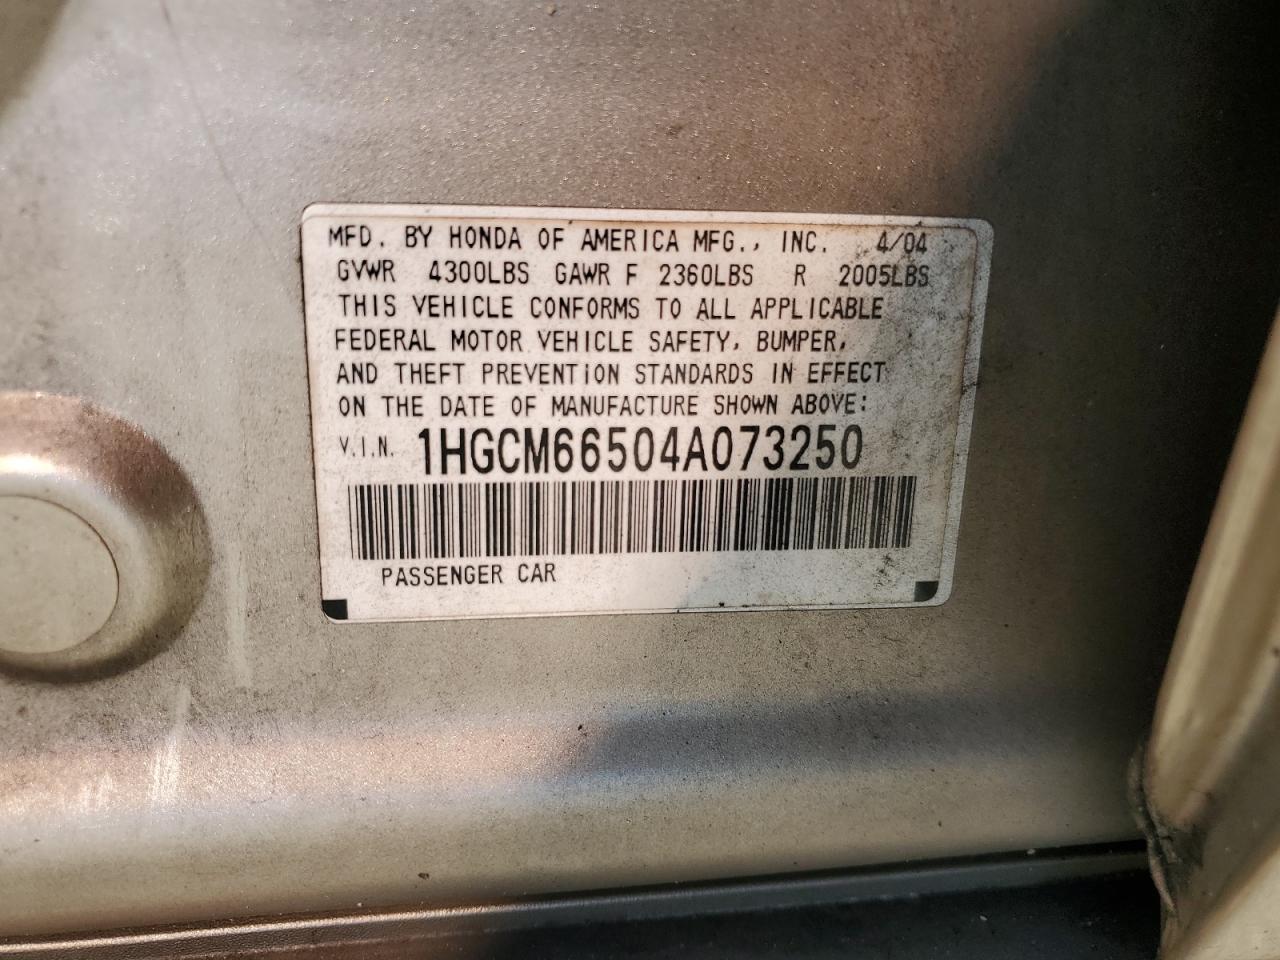 MFD. BY HONDA OF AMERICA MFG., INC. 4/04
GVWR 4300LBS GAWR F 2360LBS R 2005LBS
THIS VEHICLE CONFORMS TO ALL APPLICABLE
FEDERAL MOTOR VEHICLE SAFETY, BUMPER,
AND THEFT PREVENTION STANDARDS IN EFFECT
ON THE DATE OF MANUFACTURE SHOWN ABOVE:
V.I.N. 1HGCM66504A073250
PASSENGER CAR